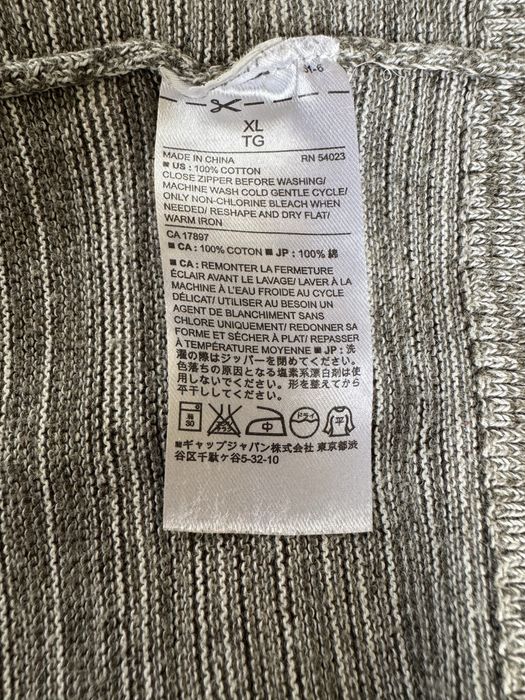 XL
TG
MADE IN CHINA RN 54023
■ US : 100% COTTON
CLOSE ZIPPER BEFORE WASHING/
MACHINE WASH COLD GENTLE CYCLE/
ONLY NON-CHLORINE BLEACH WHEN
NEEDED/ RESHAPE AND DRY FLAT/
WARM IRON
CA 17897
■ CA : 100% COTON ■ JP : 100% 綿
■ CA : REMONTER LA FERMETURE
ÉCLAIR AVANT LE LAVAGE/ LAVER À LA
MACHINE À L'EAU FROIDE AU CYCLE
DÉLICAT/ UTILISER AU BESOIN UN
AGENT DE BLANCHIMENT SANS
CHLORE UNIQUEMENT/ REDONNER SA
FORME ET SÉCHER À PLAT/ REPASSER
À TEMPÉRATURE MOYENNE ■ JP : 洗
濯の際はジッパーを閉めてください。
色落ちの原因となる塩素系漂白剤は使
用しないでください。形を整えてから
平干ししてください。
30 中 ドライ 平
■ギャップジャパン株式会社 東京都渋
谷区千駄ケ谷5-32-10